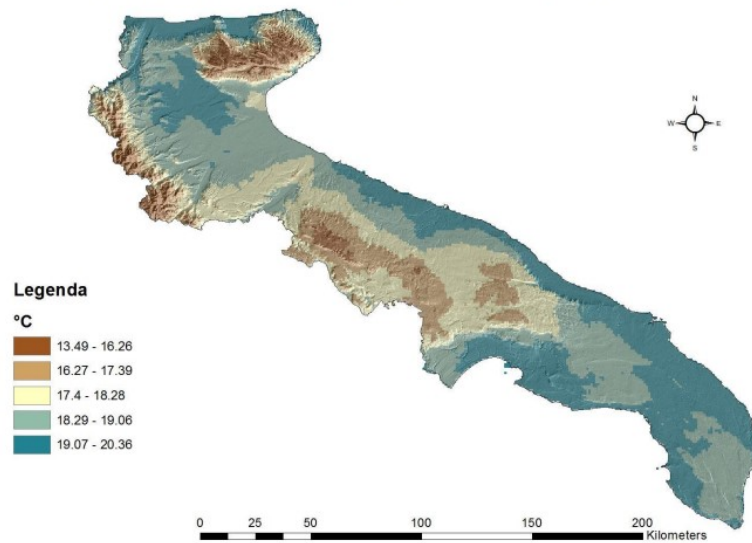 N
W E
S
Legenda
°C
13.49 - 16.26
16.27 - 17.39
17.4 - 18.28
18.29 - 19.06
19.07 - 20.36
0 25 50 100 150 200
Kilometers